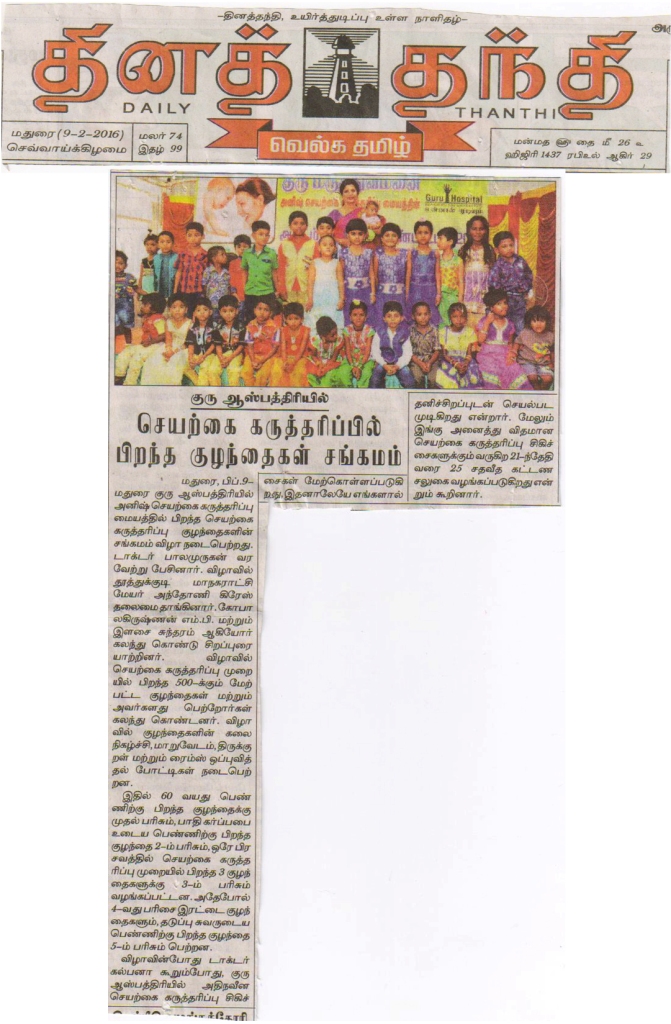 –தினத்தந்தி, உயிர்த்துடிப்பு உள்ள நாளிதழ்–
தினத் தந்தி
DAILY THANTHI
வெல்க தமிழ்
மதுரை (9-2-2016)
செவ்வாய்க்கிழமை
மலர் 74
இதழ் 99
மன்மத ஹு தை மீ 26 உ
ஹிஜிரி 1437 ரபிஉல் ஆகிர் 29
Guru Hospital
குரு ஆஸ்பத்திரியில்
செயற்கை கருத்தரிப்பில்
பிறந்த குழந்தைகள் சங்கமம்
மதுரை, பிப்.9–
மதுரை குரு ஆஸ்பத்திரியில்
அனிஷ் செயற்கை கருத்தரிப்பு
மையத்தில் பிறந்த செயற்கை
கருத்தரிப்பு குழந்தைகளின்
சங்கமம் விழா நடைபெற்றது.
டாக்டர் பாலமுருகன் வர
வேற்று பேசினார். விழாவில்
தூத்துக்குடி மாநகராட்சி
மேயர் அந்தோணி கிரேஸ்
தலைமை தாங்கினார். கோபா
லகிருஷ்ணன் எம்.பி. மற்றும்
இளசை சுந்தரம் ஆகியோர்
கலந்து கொண்டு சிறப்புரை
யாற்றினர். விழாவில்
செயற்கை கருத்தரிப்பு முறை
யில் பிறந்த 500–க்கும் மேற்
பட்ட குழந்தைகள் மற்றும்
அவர்களது பெற்றோர்கள்
கலந்து கொண்டனர். விழா
வில் குழந்தைகளின் கலை
நிகழ்ச்சி, மாறுவேடம், திருக்கு
றள் மற்றும் ரைம்ஸ் ஒப்புவித்
தல் போட்டிகள் நடைபெற்
றன.
இதில் 60 வயது பெண்
ணிற்கு பிறந்த குழந்தைக்கு
முதல் பரிசும், பாதி கர்ப்பபை
உடைய பெண்ணிற்கு பிறந்த
குழந்தை 2–ம் பரிசும், ஒரே பிர
சவத்தில் செயற்கை கருத்த
ரிப்பு முறையில் பிறந்த 3 குழந்
தைகளுக்கு 3–ம் பரிசும்
வழங்கப்பட்டன. அதேபோல்
4–வது பரிசை இரட்டை குழந்
தைகளும், தடுப்பு சுவருடைய
பெண்ணிற்கு பிறந்த குழந்தை
5–ம் பரிசும் பெற்றன.
விழாவின்போது டாக்டர்
கல்பனா கூறும்போது, குரு
ஆஸ்பத்திரியில் அதிநவீன
செயற்கை கருத்தரிப்பு சிகிச்
சைகள் மேற்கொள்ளப்படுகி
றது. இதனாலேயே எங்களால்
தனிச்சிறப்புடன் செயல்பட
முடிகிறது என்றார். மேலும்
இங்கு அனைத்து விதமான
செயற்கை கருத்தரிப்பு சிகிச்
சைகளுக்கும் வருகிற 21–ந்தேதி
வரை 25 சதவீத கட்டண
சலுகை வழங்கப்படுகிறது என்
றும் கூறினார்.